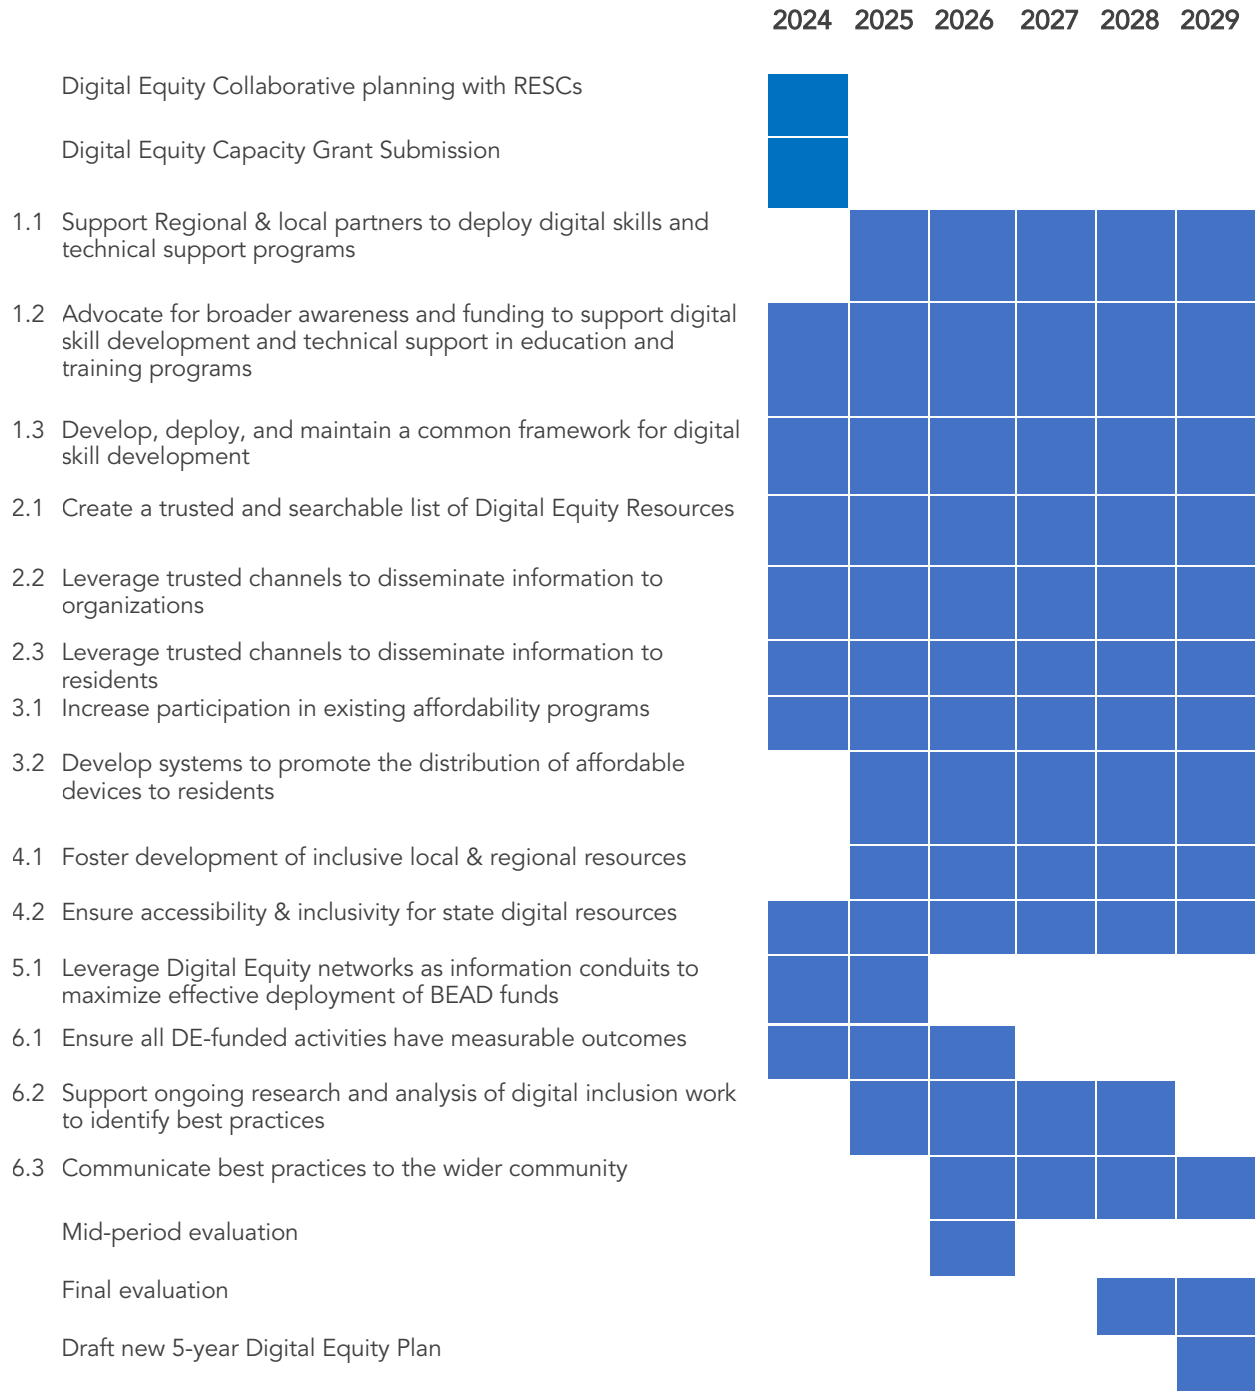 2024 2025 2026 2027 2028 2029
Digital Equity Collaborative planning with RESCs
Digital Equity Capacity Grant Submission
1.1 Support Regional & local partners to deploy digital skills and
technical support programs
1.2 Advocate for broader awareness and funding to support digital
skill development and technical support in education and
training programs
1.3 Develop, deploy, and maintain a common framework for digital
skill development
2.1 Create a trusted and searchable list of Digital Equity Resources
2.2 Leverage trusted channels to disseminate information to
organizations
2.3 Leverage trusted channels to disseminate information to
residents
3.1 Increase participation in existing affordability programs
3.2 Develop systems to promote the distribution of affordable
devices to residents
4.1 Foster development of inclusive local & regional resources
4.2 Ensure accessibility & inclusivity for state digital resources
5.1 Leverage Digital Equity networks as information conduits to
maximize effective deployment of BEAD funds
6.1 Ensure all DE-funded activities have measurable outcomes
6.2 Support ongoing research and analysis of digital inclusion work
to identify best practices
6.3 Communicate best practices to the wider community
Mid-period evaluation
Final evaluation
Draft new 5-year Digital Equity Plan